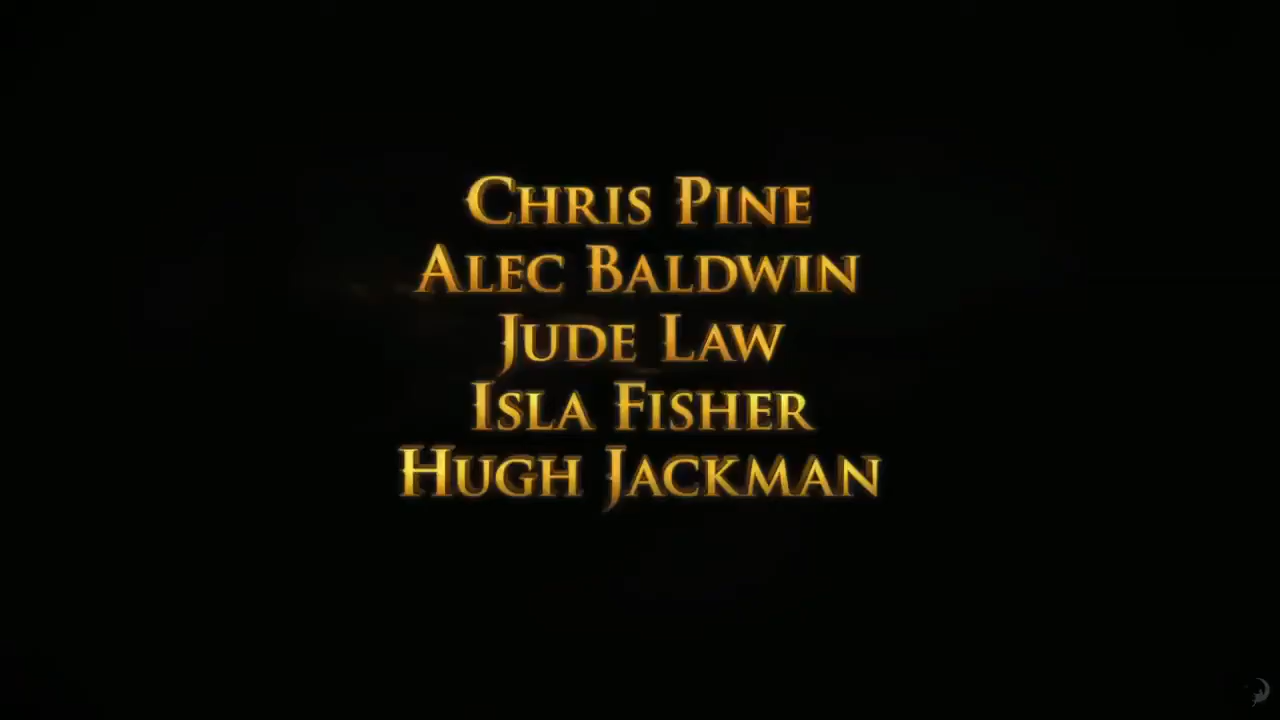 Chris Pine
Alec Baldwin
Jude Law
Isla Fisher
Hugh Jackman